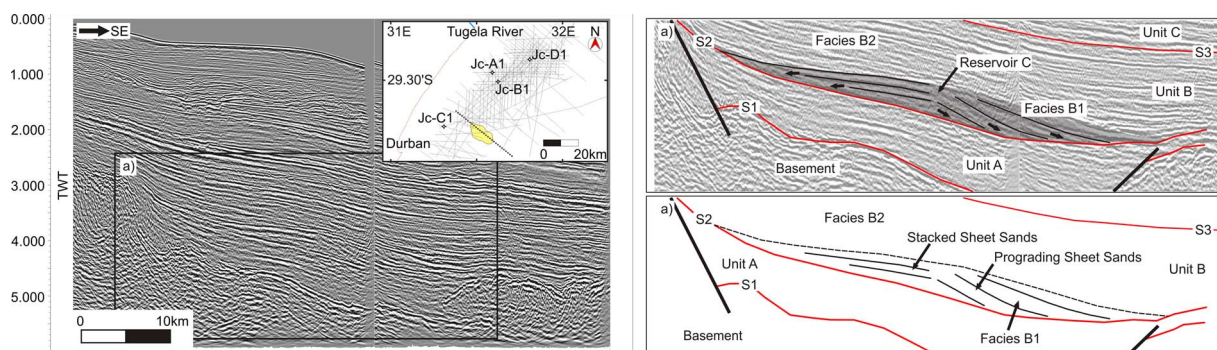 0.000
1.000
2.000
3.000
4.000
5.000
TWT
SE
a)
0 10km
31E Tugela River 32E N
Jc-D1
Jc-A1
29.30'S
Jc-B1
Jc-C1
Durban
0 20km
a)
S2
Facies B2
Unit C
S3
Reservoir C
Facies B1
Unit B
S1
Unit A
Basement
a)
S2
Facies B2
S3
Stacked Sheet Sands
Prograding Sheet Sands
Unit B
Unit A
S1
Facies B1
Basement